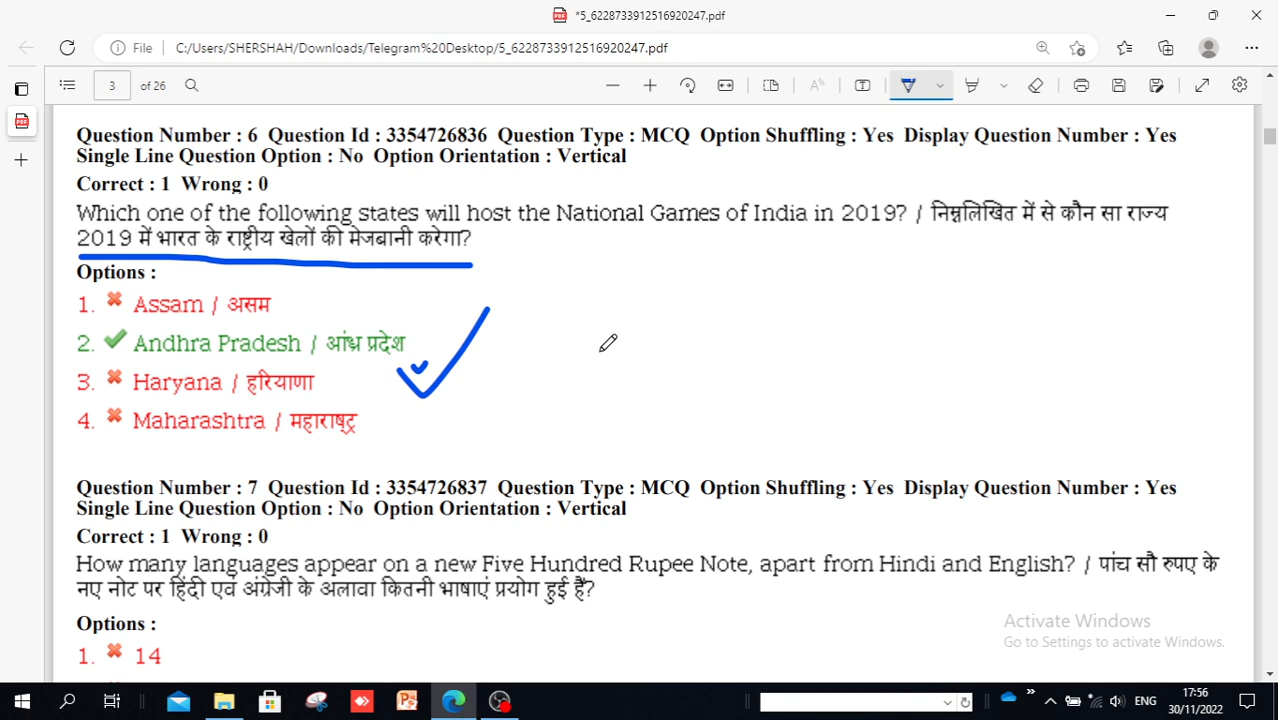 *5_6228733912516920247.pdf
File C:/Users/SHERSHAH/Downloads/Telegram%20Desktop/5_6228733912516920247.pdf
3 of 26
Question Number : 6 Question Id : 3354726836 Question Type : MCQ Option Shuffling : Yes Display Question Number : Yes
Single Line Question Option : No Option Orientation : Vertical
Correct : 1 Wrong : 0
Which one of the following states will host the National Games of India in 2019? / निम्नलिखित में से कौन सा राज्य
2019 में भारत के राष्ट्रीय खेलों की मेजबानी करेगा?
Options :
1. Assam / असम
2. Andhra Pradesh / आंध्र प्रदेश
3. Haryana / हरियाणा
4. Maharashtra / महाराष्ट्र
Question Number : 7 Question Id : 3354726837 Question Type : MCQ Option Shuffling : Yes Display Question Number : Yes
Single Line Question Option : No Option Orientation : Vertical
Correct : 1 Wrong : 0
How many languages appear on a new Five Hundred Rupee Note, apart from Hindi and English? / पांच सौ रुपए के
नए नोट पर हिंदी एवं अंग्रेजी के अलावा कितनी भाषाएं प्रयोग हुई हैं?
Options :
1. 14
Activate Windows
Go to Settings to activate Windows.
ENG
17:56
30/11/2022